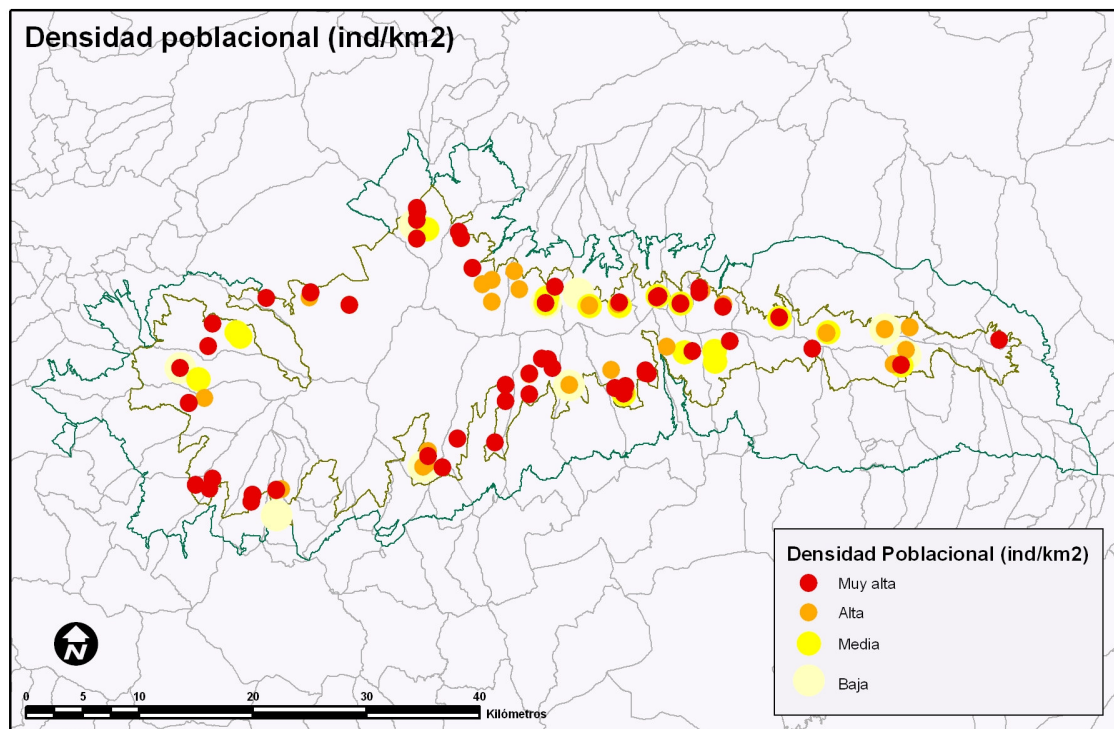 Densidad poblacional (ind/km2)
Densidad Poblacional (ind/km2)
Muy alta
Alta
Media
Baja
N
0 5 10 20 30 40
Kilómetros